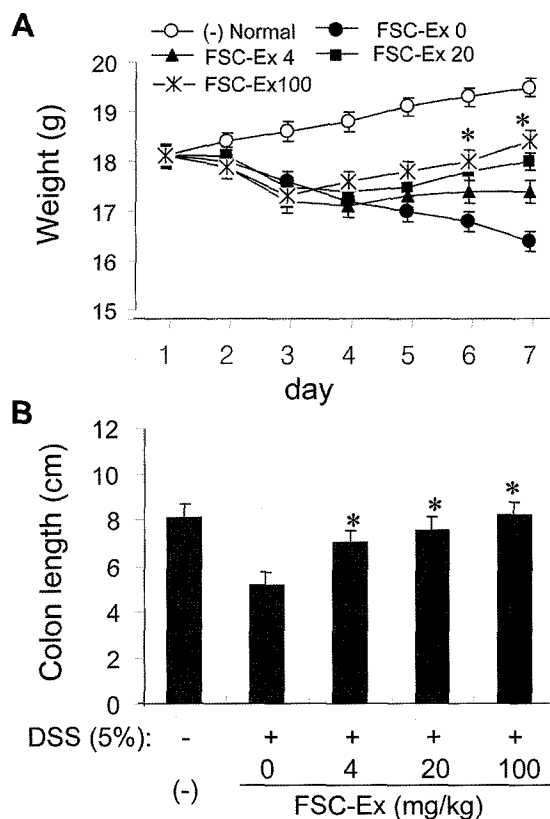 A
(-) Normal
FSC-Ex 0
FSC-Ex 4
FSC-Ex 20
FSC-Ex100
Weight (g)
20
19
18
17
16
15
* *
1 2 3 4 5 6 7
day
B
Colon length (cm)
12
10
8
6
4
2
0
* * *
DSS (5%): - + + + +
(-) 0 4 20 100
FSC-Ex (mg/kg)